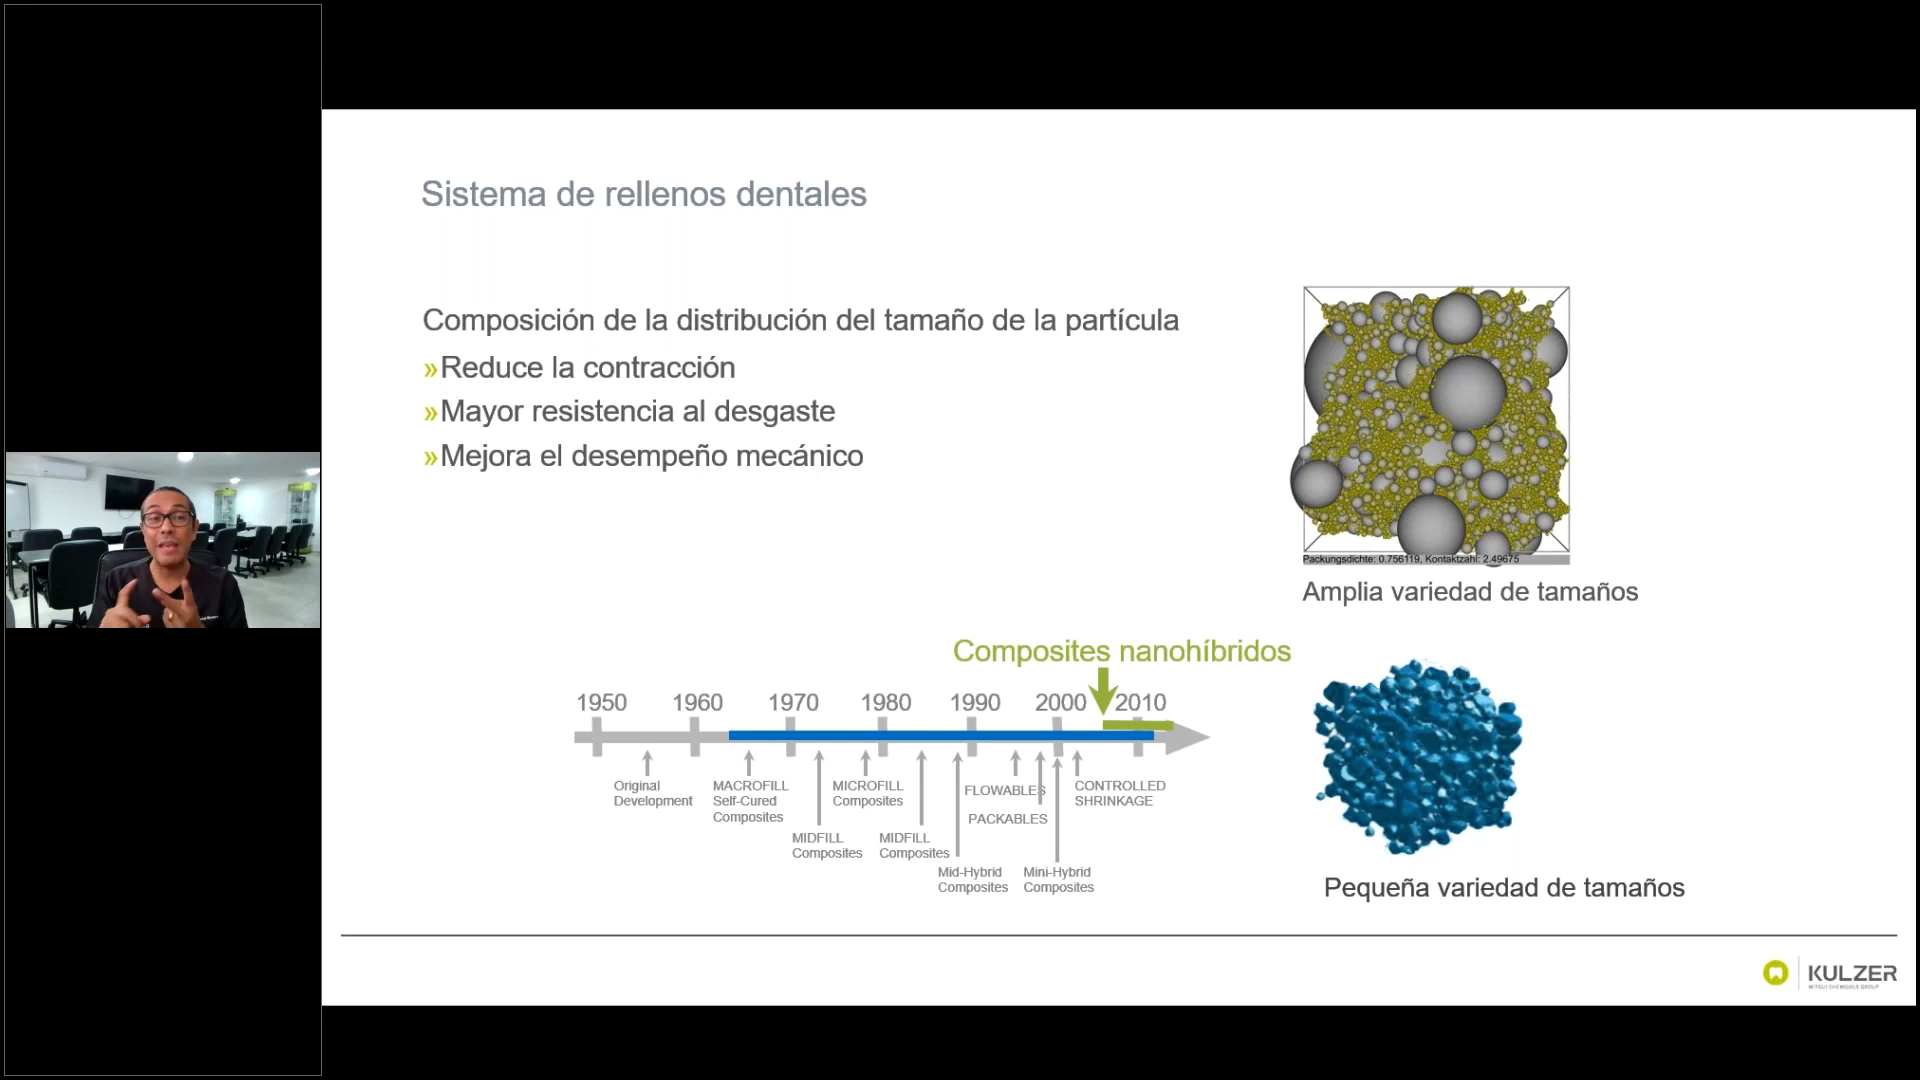 Sistema de rellenos dentales
Composición de la distribución del tamaño de la partícula
»Reduce la contracción
»Mayor resistencia al desgaste
»Mejora el desempeño mecánico
Packungsdichte: 0.756119, Kontaktzahl: 2.49675
Amplia variedad de tamaños
Composites nanohíbridos
1950 1960 1970 1980 1990 2000 2010
Original
Development
MACROFILL
Self-Cured
Composites
MIDFILL
Composites
MICROFILL
Composites
MIDFILL
Composites
Mid-Hybrid
Composites
FLOWABLES
PACKABLES
Mini-Hybrid
Composites
CONTROLLED
SHRINKAGE
Pequeña variedad de tamaños
KULZER
MITSUI CHEMICALS GROUP